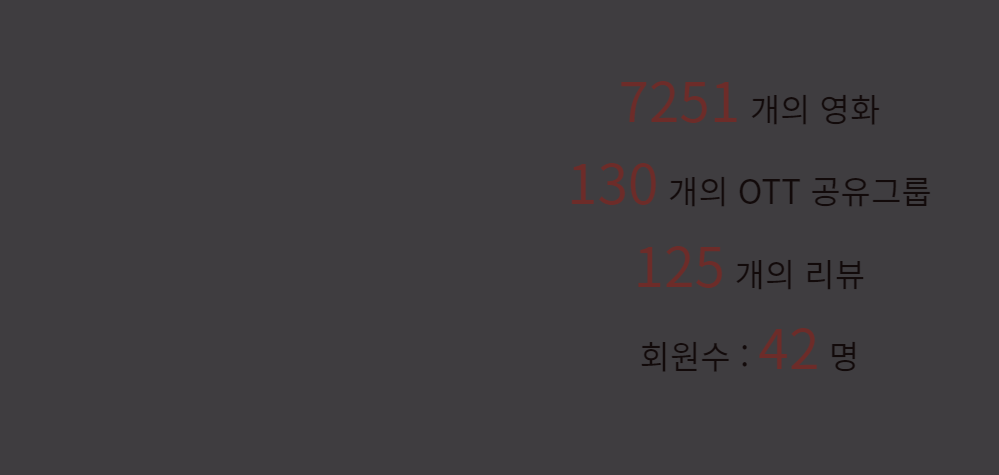 7251 개의 영화
130 개의 OTT 공유그룹
125 개의 리뷰
회원수 : 42 명